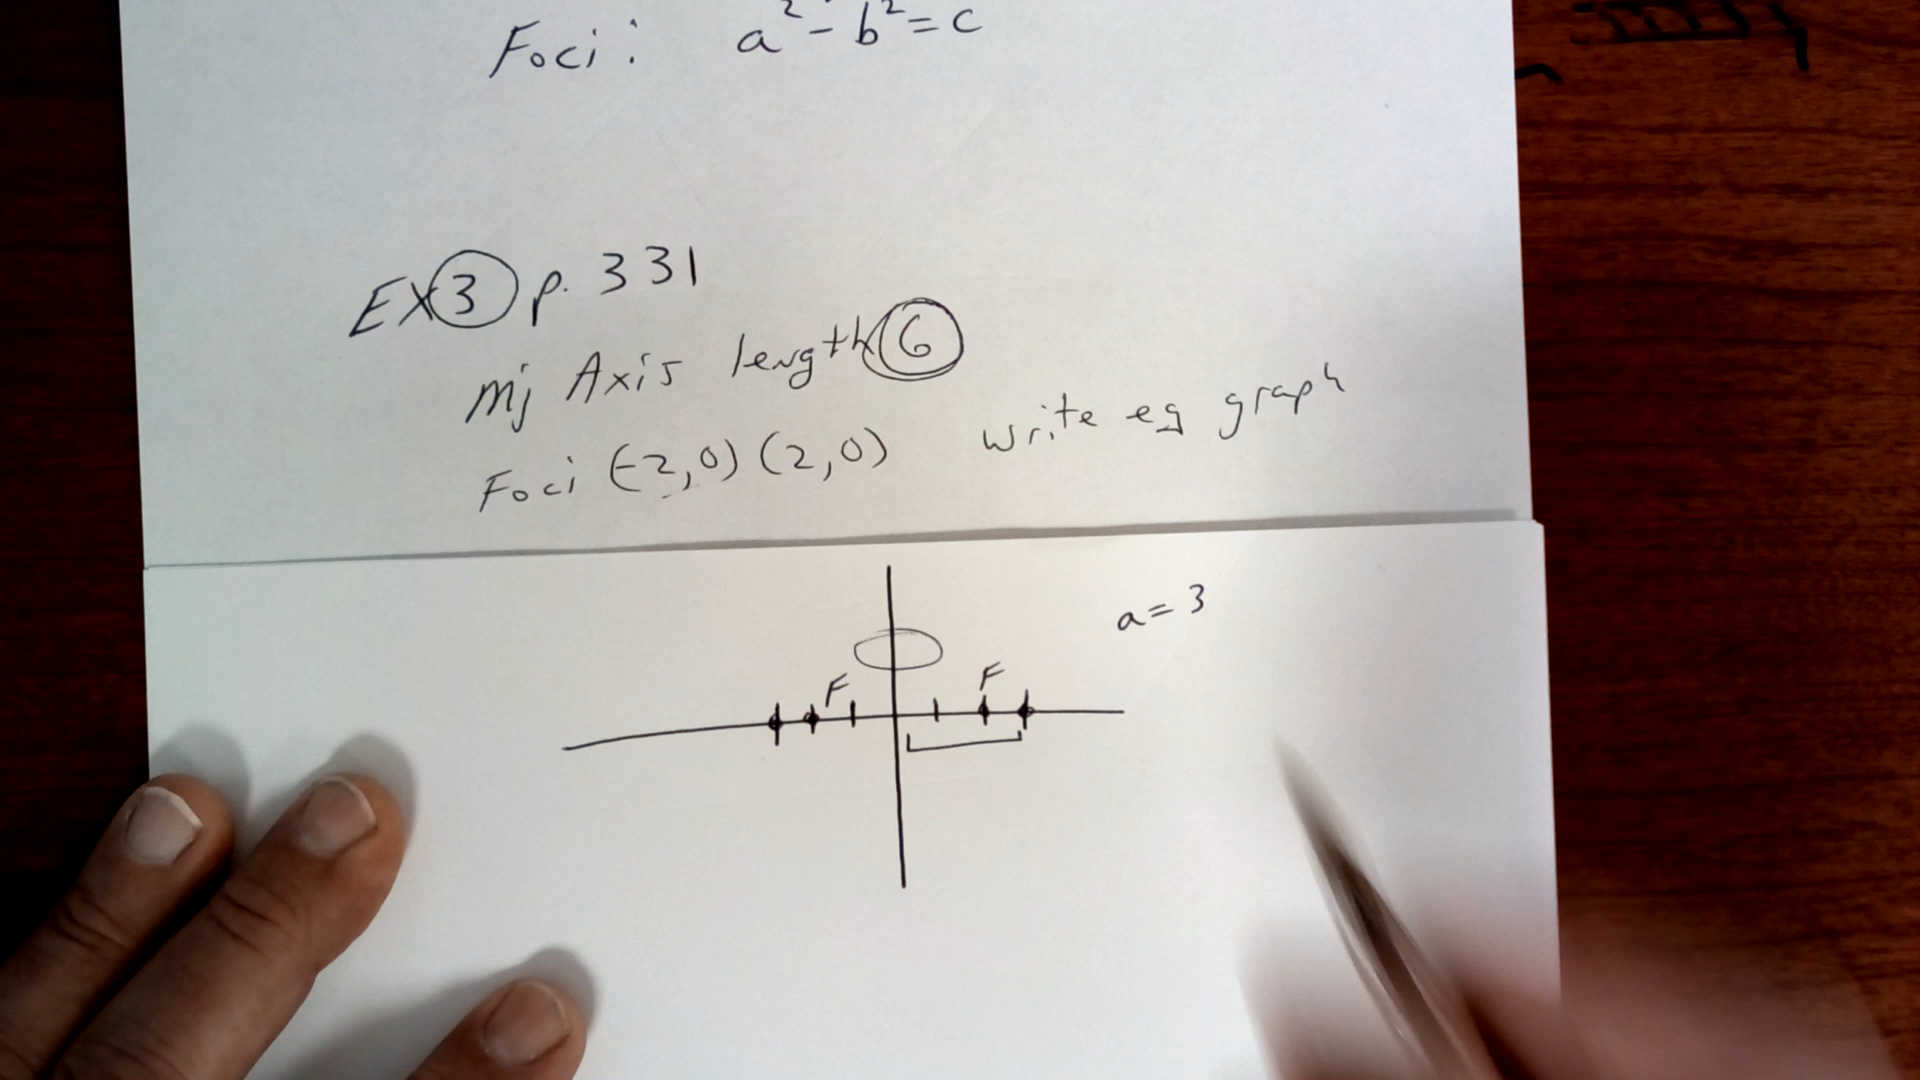 Foci: a²-b²=c
EX 3 p. 331
mj Axis length 6
Foci (-2,0) (2,0) write eq graph
a=3
F F